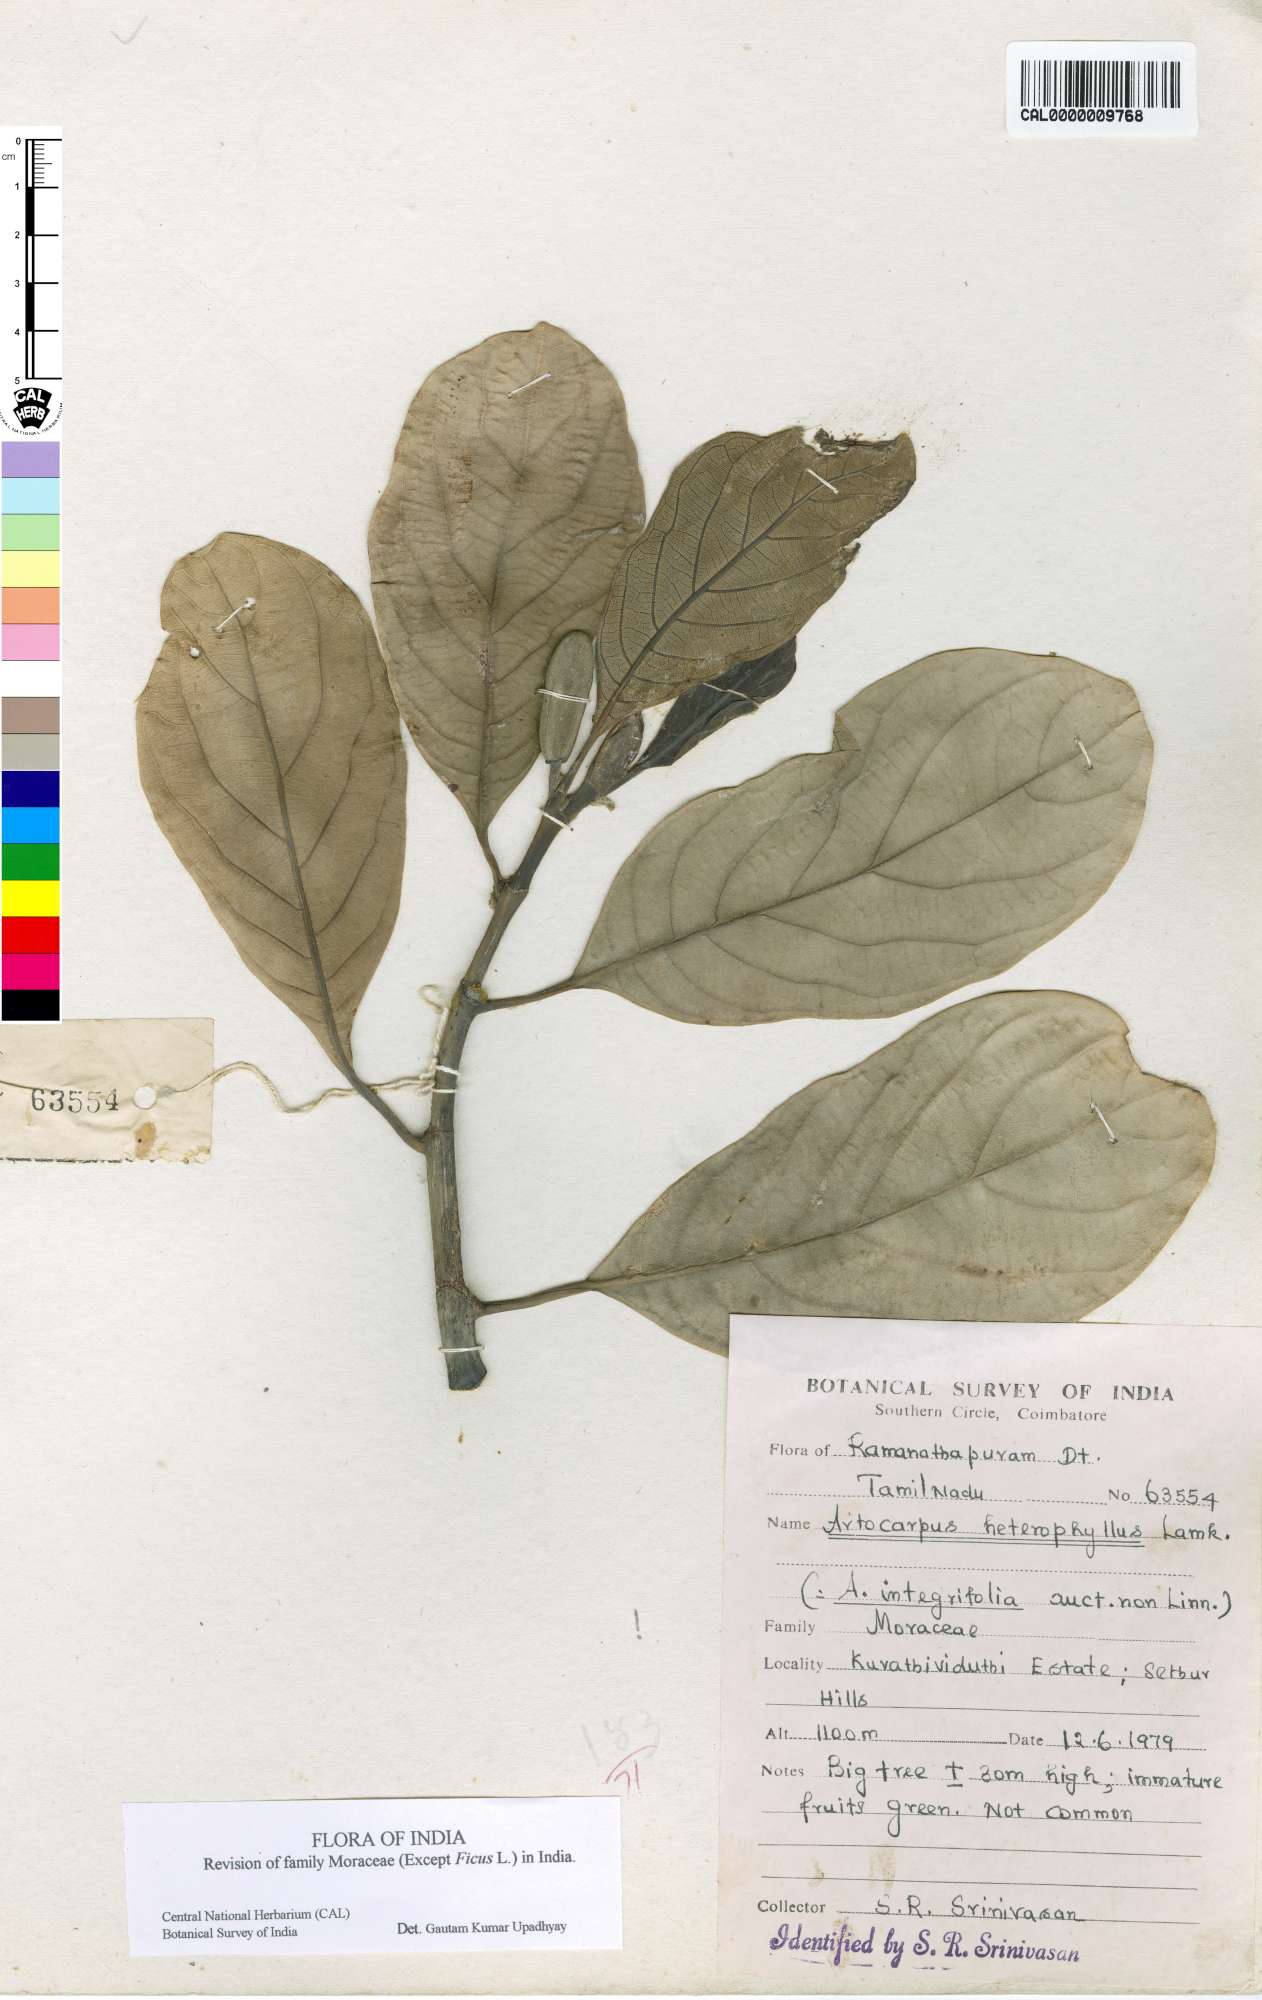 CAL0000009768
0
cm
1
2
3
4
5
CAL
HERB
63554
BOTANICAL SURVEY OF INDIA
Southern Circle, Coimbatore
Flora of Ramanathapuram Dt.
Tamil Nadu No 63554
Name Artocarpus heterophyllus Lamk.
(= A. integrifolia auct. non Linn.)
Family Moraceae
Locality Kurathividuthi Estate; Sethur
Hills
Alt. 1100m Date 12.6.1979
Notes Big tree ± 30m high; immature
fruits green. Not common
Collector S. R. Srinivasan
Identified by S. R. Srinivasan
!
FLORA OF INDIA
Revision of family Moraceae (Except Ficus L.) in India.
Central National Herbarium (CAL)
Botanical Survey of India Det. Gautam Kumar Upadhyay